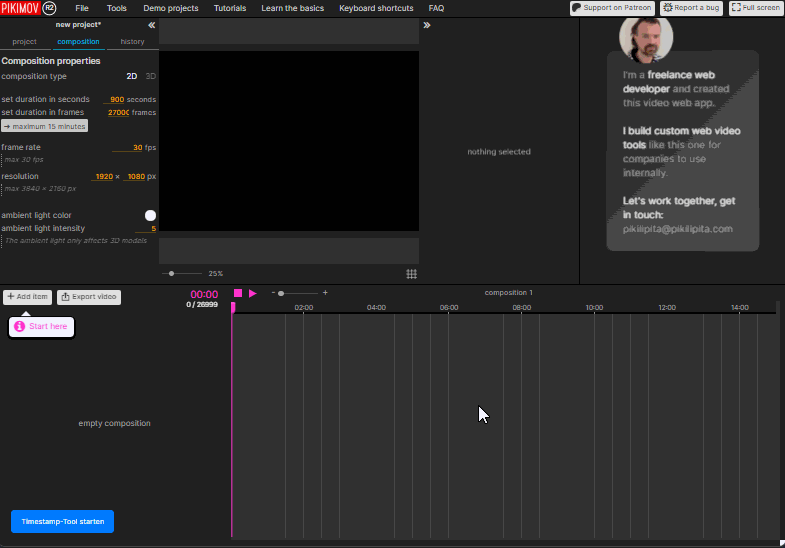 PIKIMOV R2 File Tools Demo projects Tutorials Learn the basics Keyboard shortcuts FAQ Support on Patreon Report a bug Full screen
new project*
project composition history
Composition properties
composition type 2D 3D
set duration in seconds 900 seconds
set duration in frames 27000 frames
→ maximum 15 minutes
frame rate 30 fps
max 30 fps
resolution 1920 × 1080 px
max 3840 × 2160 px
ambient light color
ambient light intensity 5
The ambient light only affects 3D models
25%
nothing selected
I'm a freelance web
developer and created
this video web app.
I build custom web video
tools like this one for
companies to use
internally.
Let's work together, get
in touch:
pikilipita@pikilipita.com
+ Add item Export video
00:00
0 / 26999
- +
composition 1
02:00 04:00 06:00 08:00 10:00 12:00 14:00
Start here
empty composition
Timestamp-Tool starten